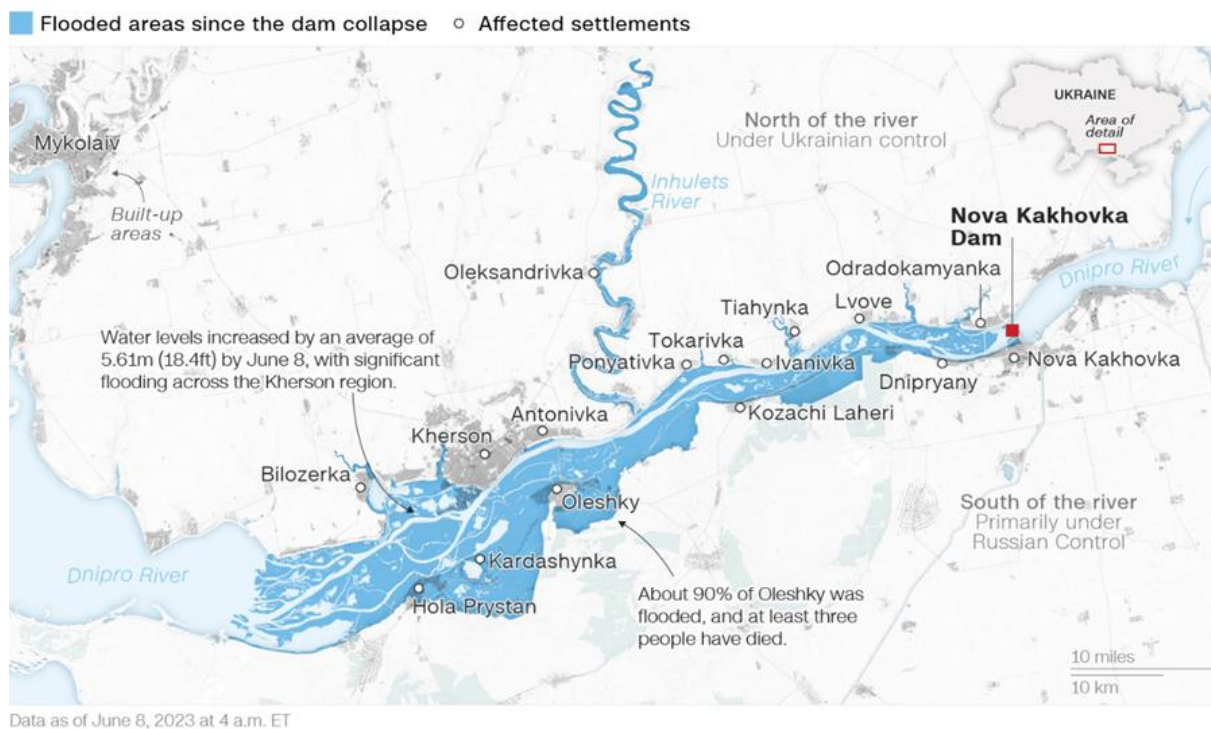 Flooded areas since the dam collapse
Affected settlements
UKRAINE
Area of
detail
North of the river
Under Ukrainian control
Mykolaiv
Built-up
areas
Inhulets
River
Nova Kakhovka
Dam
Dnipro River
Oleksandrivka
Odradokamyanka
Lvove
Tiahynka
Water levels increased by an average of
5.61m (18.4ft) by June 8, with significant
flooding across the Kherson region.
Tokarivka
Ponyativka
Ivanivka
Nova Kakhovka
Dnipryany
Kozachi Laheri
Antonivka
Kherson
Bilozerka
Oleshky
South of the river
Primarily under
Russian Control
Dnipro River
Kardashynka
Hola Prystan
About 90% of Oleshky was
flooded, and at least three
people have died.
10 miles
10 km
Data as of June 8, 2023 at 4 a.m. ET